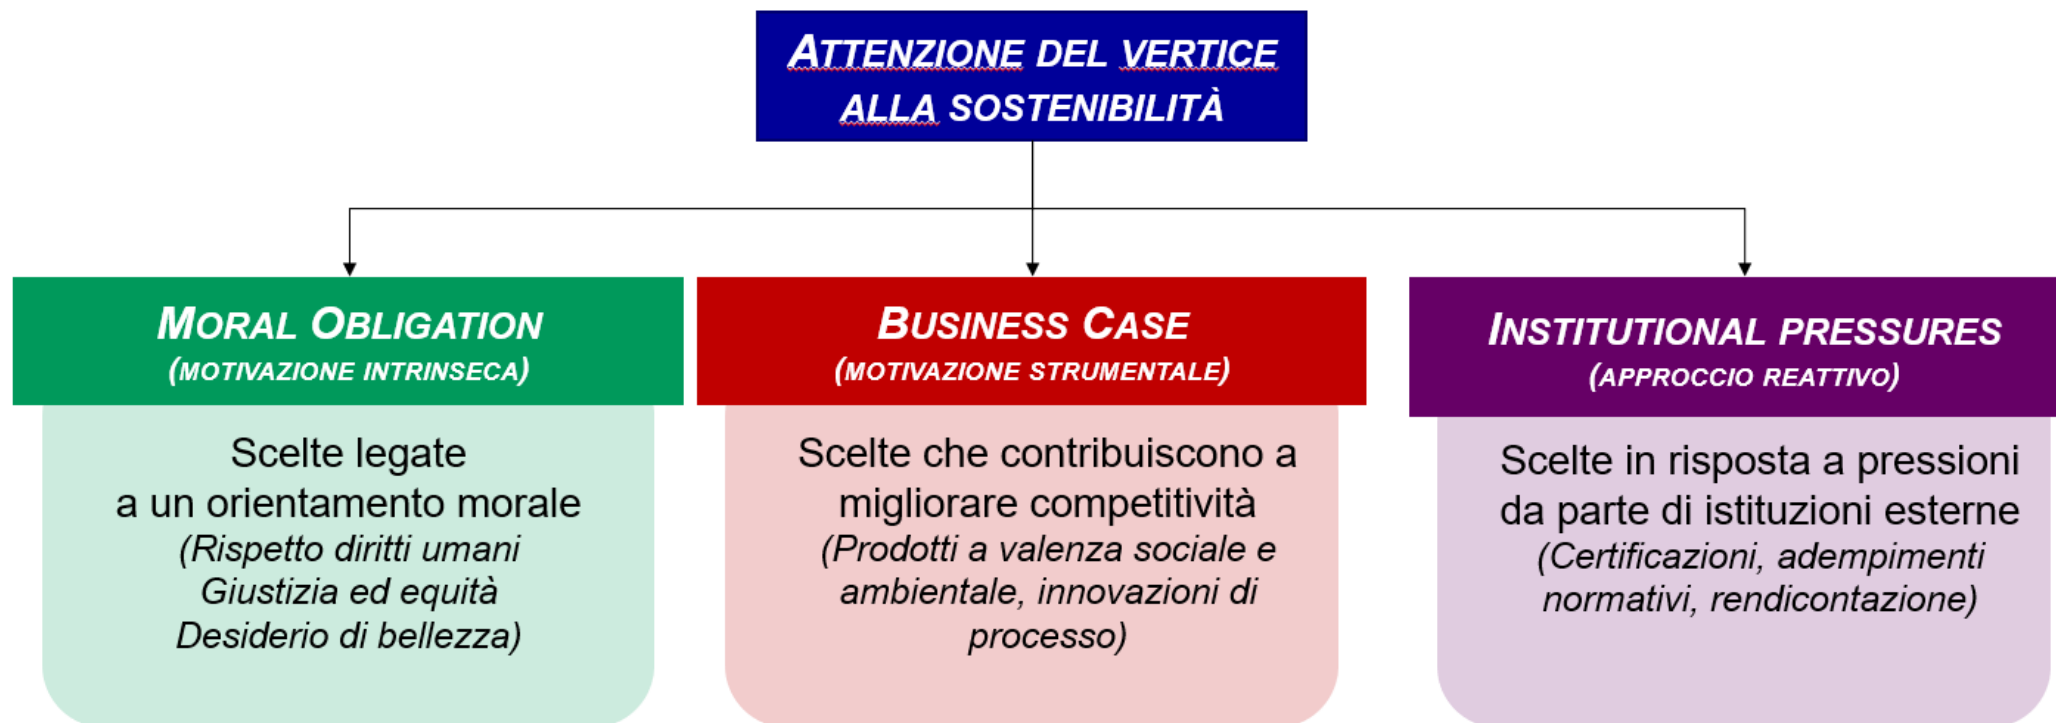 ATTENZIONE DEL VERTICE
ALLA SOSTENIBILITÀ
MORAL OBLIGATION
(MOTIVAZIONE INTRINSECA)
Scelte legate
a un orientamento morale
(Rispetto diritti umani
Giustizia ed equità
Desiderio di bellezza)
BUSINESS CASE
(MOTIVAZIONE STRUMENTALE)
Scelte che contribuiscono a
migliorare competitività
(Prodotti a valenza sociale e
ambientale, innovazioni di
processo)
INSTITUTIONAL PRESSURES
(APPROCCIO REATTIVO)
Scelte in risposta a pressioni
da parte di istituzioni esterne
(Certificazioni, adempimenti
normativi, rendicontazione)